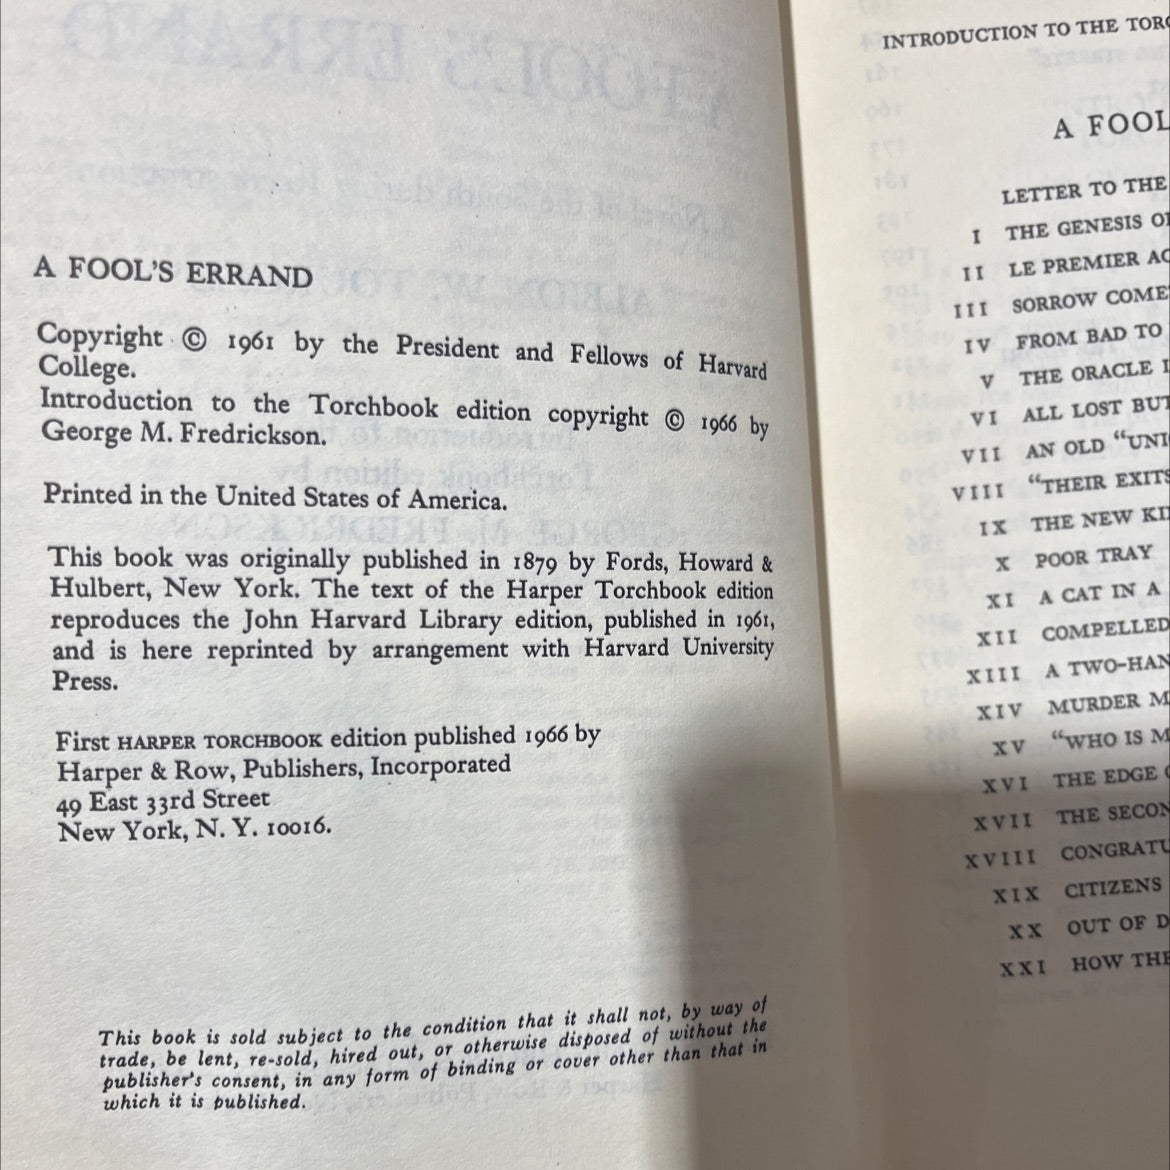 A FOOL'S ERRAND
Copyright © 1961 by the President and Fellows of Harvard
College.
Introduction to the Torchbook edition copyright © 1966 by
George M. Fredrickson.
Printed in the United States of America.
This book was originally published in 1879 by Fords, Howard &
Hulbert, New York. The text of the Harper Torchbook edition
reproduces the John Harvard Library edition, published in 1961,
and is here reprinted by arrangement with Harvard University
Press.
First HARPER TORCHBOOK edition published 1966 by
Harper & Row, Publishers, Incorporated
49 East 33rd Street
New York, N. Y. 10016.
This book is sold subject to the condition that it shall not, by way of
trade, be lent, re-sold, hired out, or otherwise disposed of without the
publisher's consent, in any form of binding or cover other than that in
which it is published.
INTRODUCTION TO THE
A FOOL
LETTER TO THE
I THE GENESIS
II LE PREMIER
III SORROW
IV FROM BAD TO
V THE ORACLE
VI ALL LOST BUT
VII AN OLD
VIII "THEIR EXITS
IX THE NEW
X POOR TRAY
XI A CAT IN A
XII COMPELLED
XIII A
XIV MURDER
XV "WHO IS
XVI THE EDGE
XVII THE
XVIII
XIX CITIZENS
XX OUT OF
XXI HOW THE